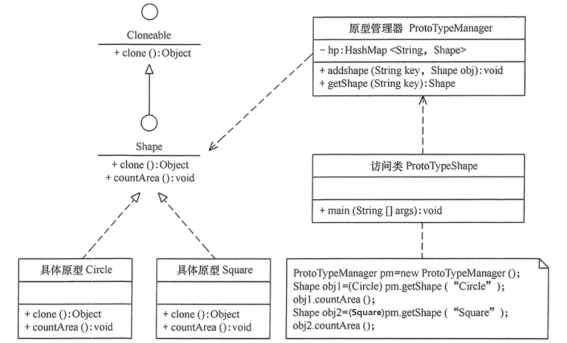 Cloneable
+ clone ():Object
Shape
+ clone ():Object
+ countArea ():void
原型管理器 ProtoTypeManager
- hp:HashMap <String, Shape>
+ addshape (String key, Shape obj):void
+ getShape (String key):Shape
访问类 ProtoTypeShape
+ main (String [] args):void
具体原型 Circle
+ clone ():Object
+ countArea ():void
具体原型 Square
+ clone ():Object
+ countArea ():void
ProtoTypeManager pm=new ProtoTypeManager ();
Shape obj1=(Circle) pm.getShape (“Circle”);
obj1.countArea ();
Shape obj2=(Square)pm.getShape (“Square”);
obj2.countArea ();